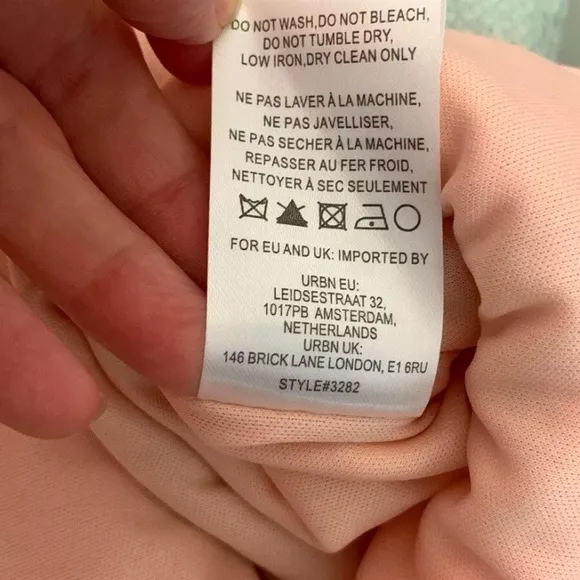 DO NOT WASH,DO NOT BLEACH,
DO NOT TUMBLE DRY,
LOW IRON,DRY CLEAN ONLY
NE PAS LAVER À LA MACHINE,
NE PAS JAVELLISER,
NE PAS SECHER À LA MACHINE,
REPASSER AU FER FROID,
NETTOYER À SEC SEULEMENT
FOR EU AND UK: IMPORTED BY
URBN EU:
LEIDSESTRAAT 32,
1017PB AMSTERDAM,
NETHERLANDS
URBN UK:
146 BRICK LANE LONDON, E1 6RU
STYLE#3282